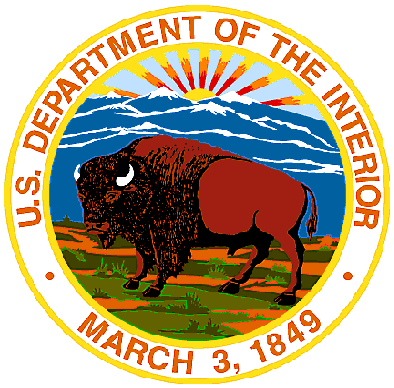 U.S. DEPARTMENT OF THE INTERIOR
MARCH 3, 1849